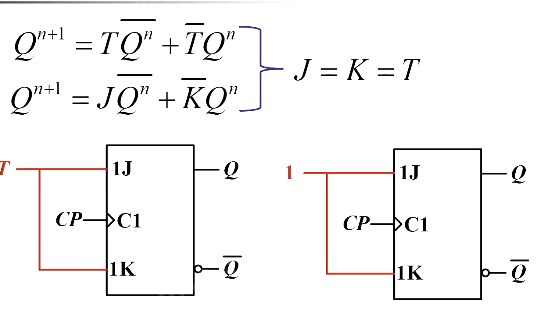 Q^{n+1} = T\overline{Q^n} + \overline{T}Q^n
Q^{n+1} = J\overline{Q^n} + \overline{K}Q^n
J = K = T
T 1J Q
CP C1
1K \overline{Q}
1 1J Q
CP C1
1K \overline{Q}